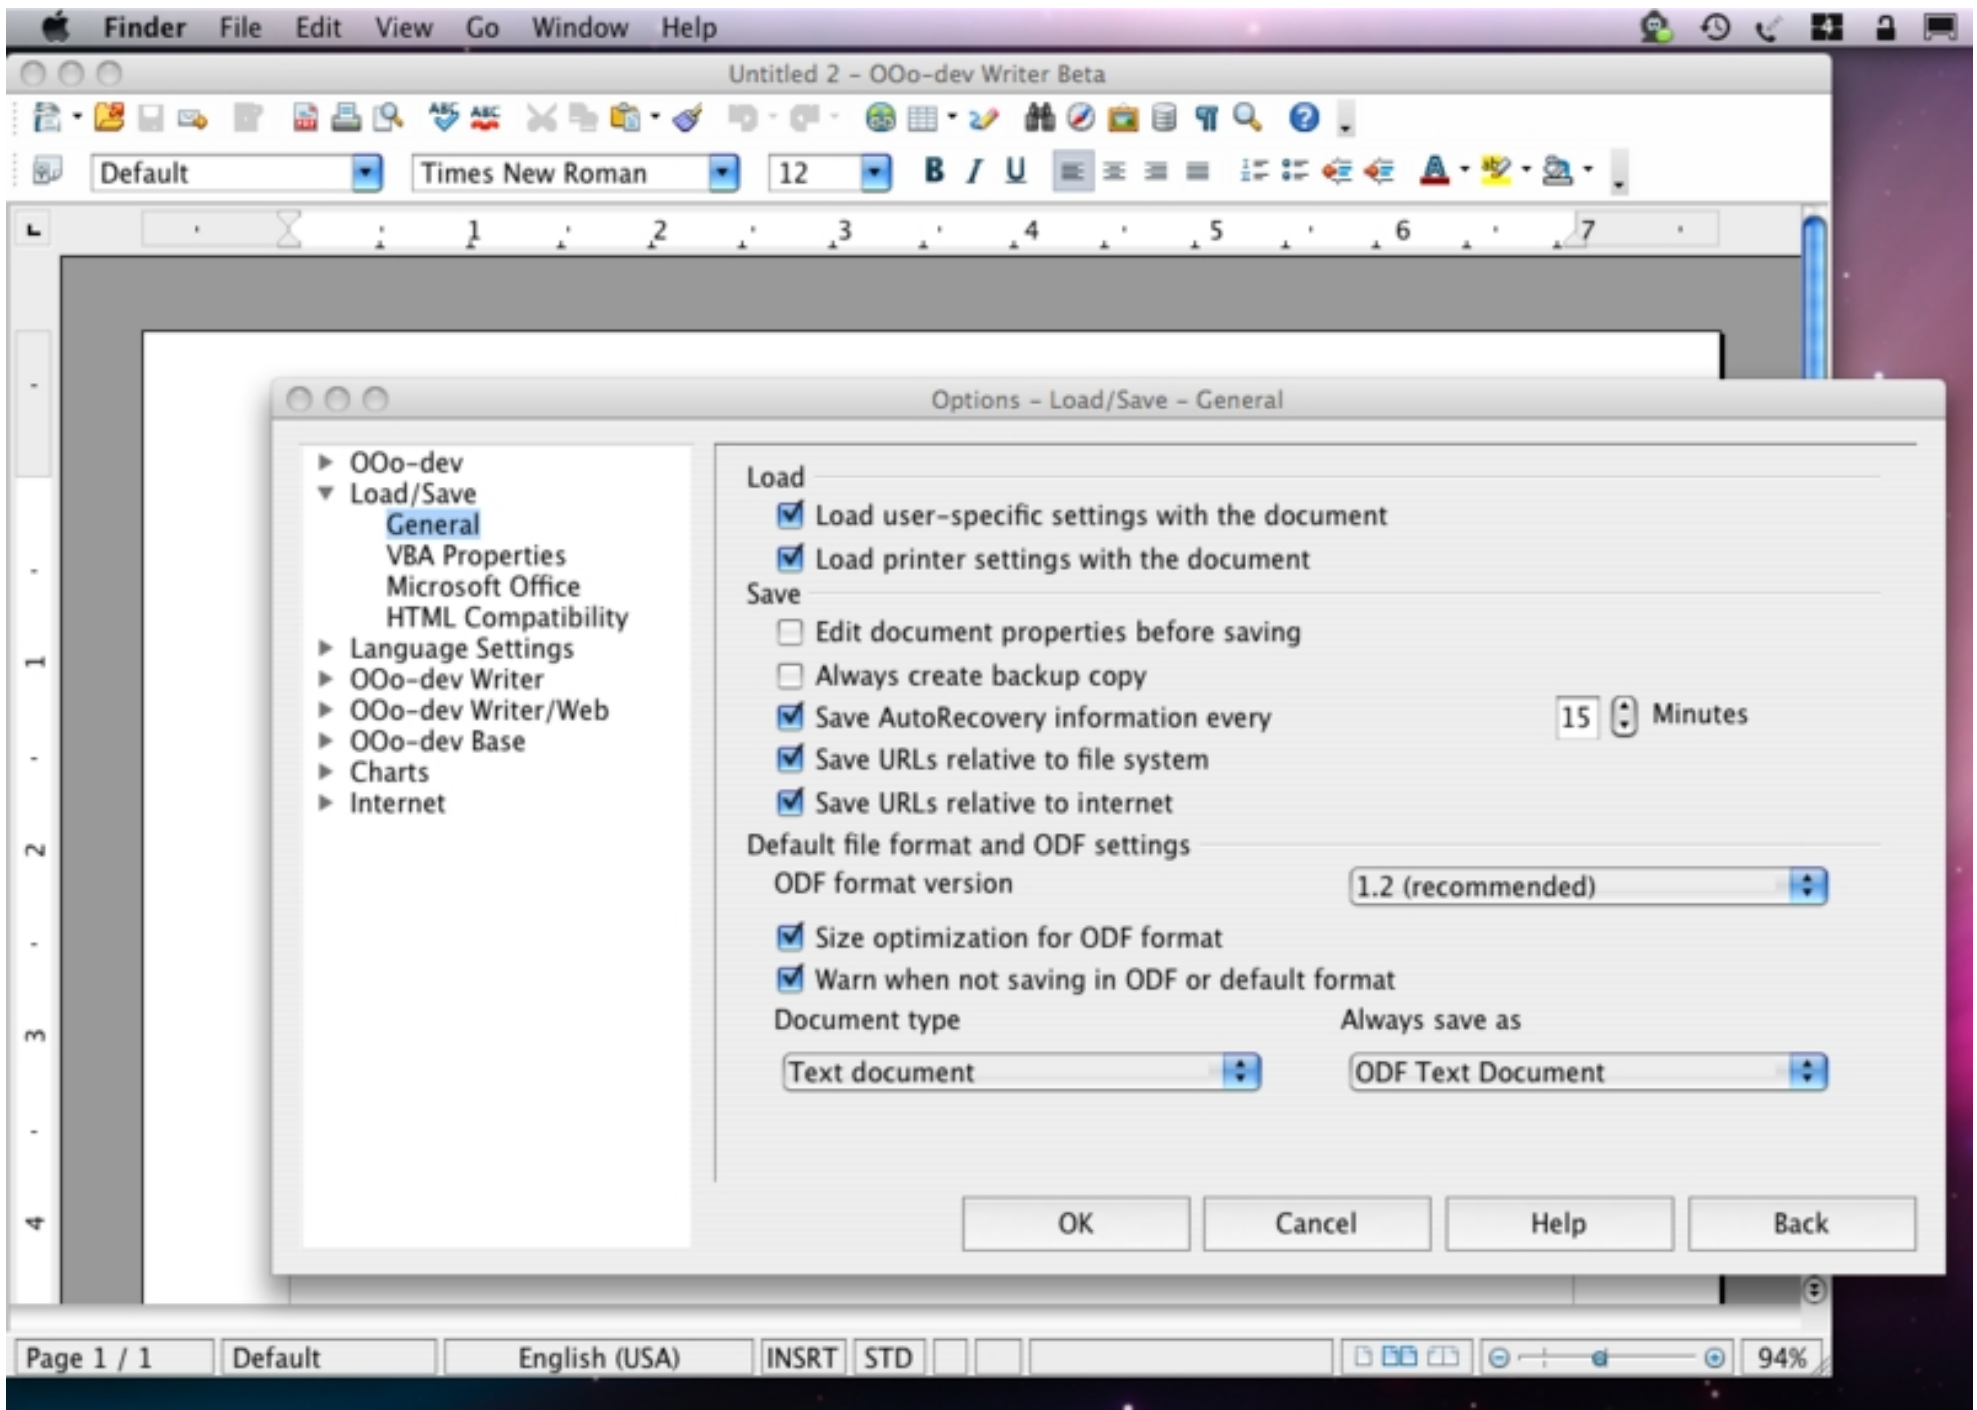 Finder File Edit View Go Window Help
Untitled 2 - OOo-dev Writer Beta
Default Times New Roman 12 B I U A
1 2 3 4 5 6 7
Options - Load/Save - General
OOo-dev
Load/Save
General
VBA Properties
Microsoft Office
HTML Compatibility
Language Settings
OOo-dev Writer
OOo-dev Writer/Web
OOo-dev Base
Charts
Internet
Load
Load user-specific settings with the document
Load printer settings with the document
Save
Edit document properties before saving
Always create backup copy
Save AutoRecovery information every 15 Minutes
Save URLs relative to file system
Save URLs relative to internet
Default file format and ODF settings
ODF format version 1.2 (recommended)
Size optimization for ODF format
Warn when not saving in ODF or default format
Document type Always save as
Text document ODF Text Document
OK Cancel Help Back
1
2
3
4
Page 1 / 1 Default English (USA) INSRT STD 94%